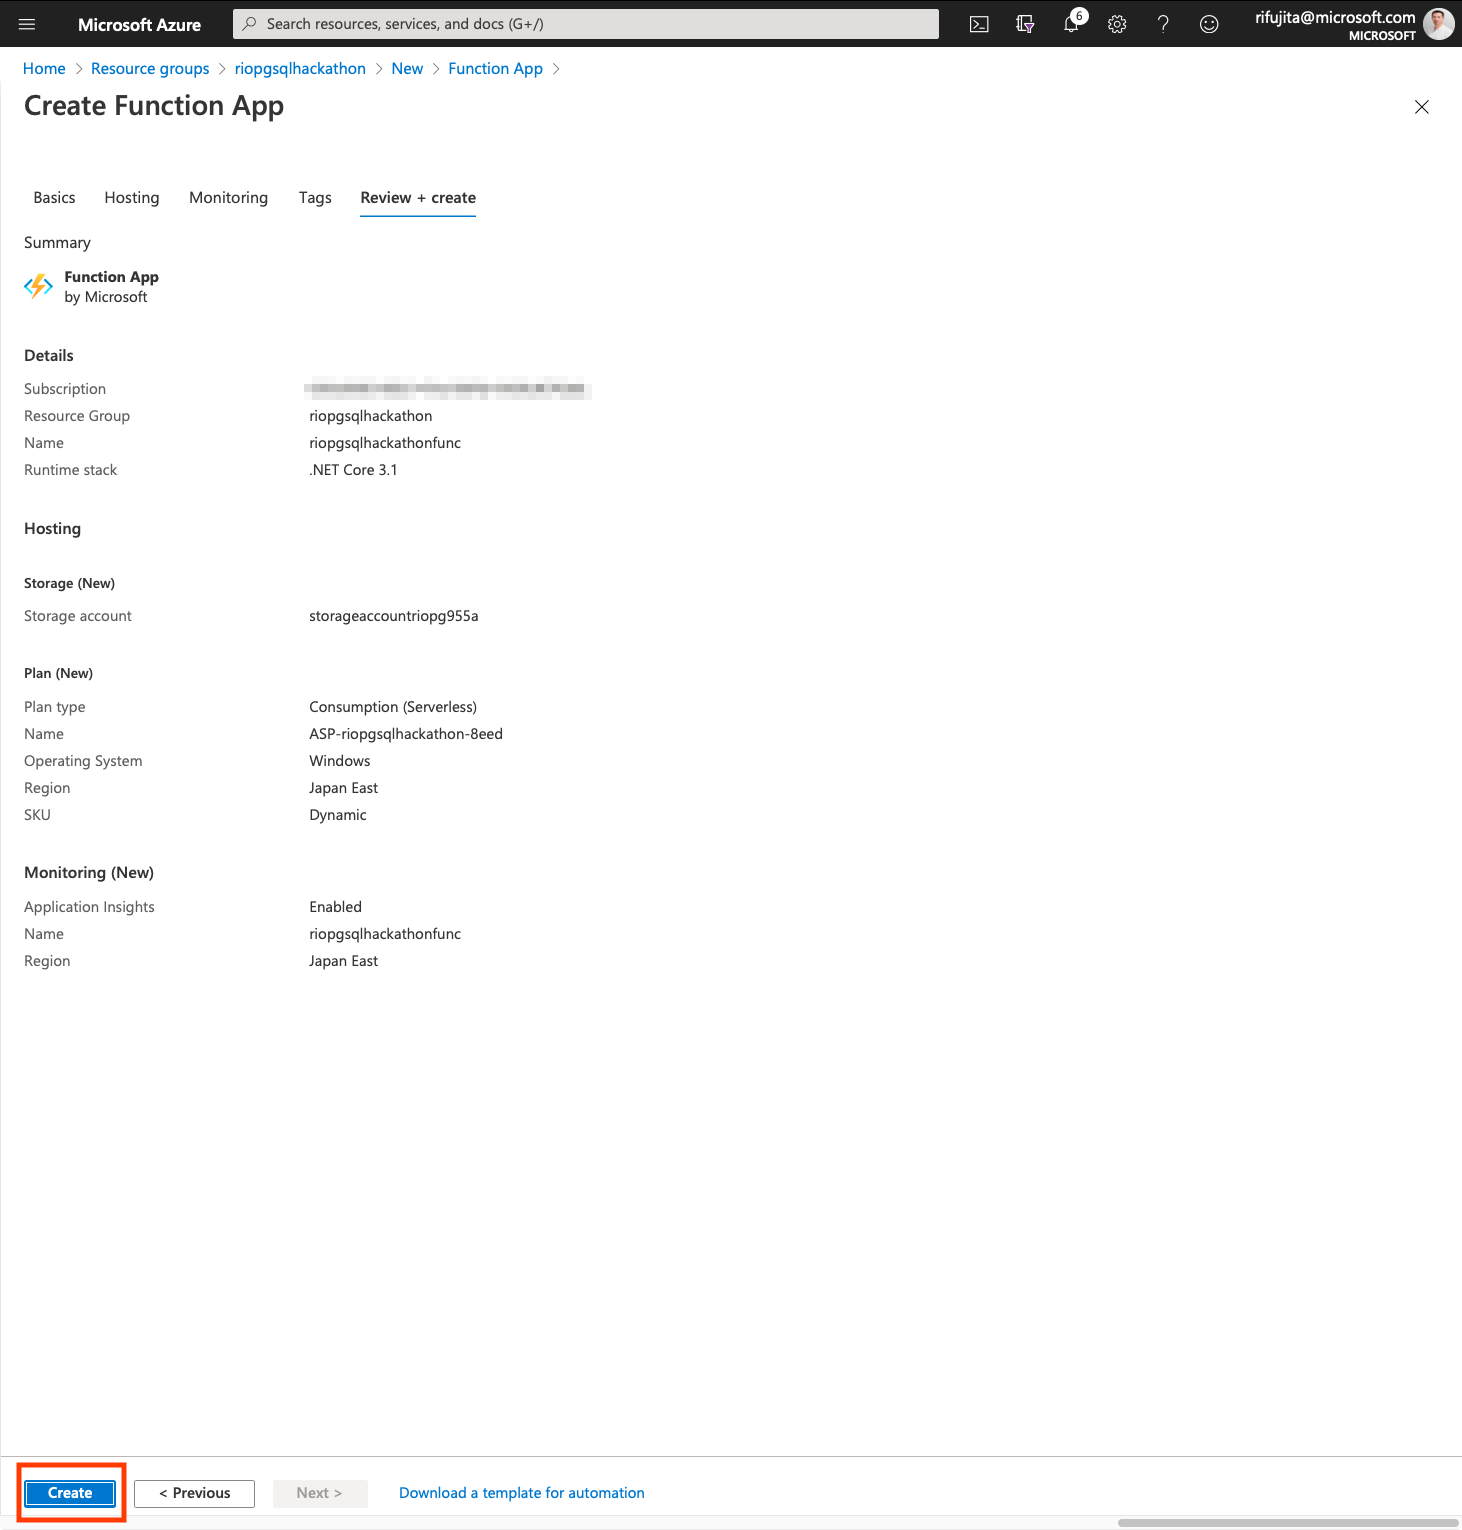 Microsoft Azure
Search resources, services, and docs (G+/)
6
rifujita@microsoft.com
MICROSOFT
Home > Resource groups > riopgsqlhackathon > New > Function App >
Create Function App
Basics Hosting Monitoring Tags Review + create
Summary
Function App
by Microsoft
Details
Subscription
Resource Group riopgsqlhackathon
Name riopgsqlhackathonfunc
Runtime stack .NET Core 3.1
Hosting
Storage (New)
Storage account storageaccountriopg955a
Plan (New)
Plan type Consumption (Serverless)
Name ASP-riopgsqlhackathon-8eed
Operating System Windows
Region Japan East
SKU Dynamic
Monitoring (New)
Application Insights Enabled
Name riopgsqlhackathonfunc
Region Japan East
Create < Previous Next > Download a template for automation